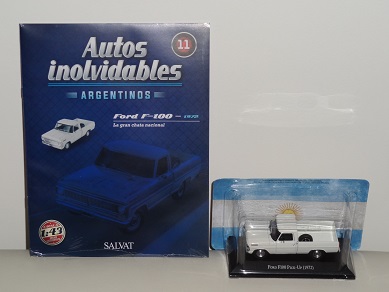 Autos
11
inolvidables
ARGENTINOS
Ford F-100
La gran chata nacional
1:43
SALVAT
Ford F100 Pick-Up (1972)